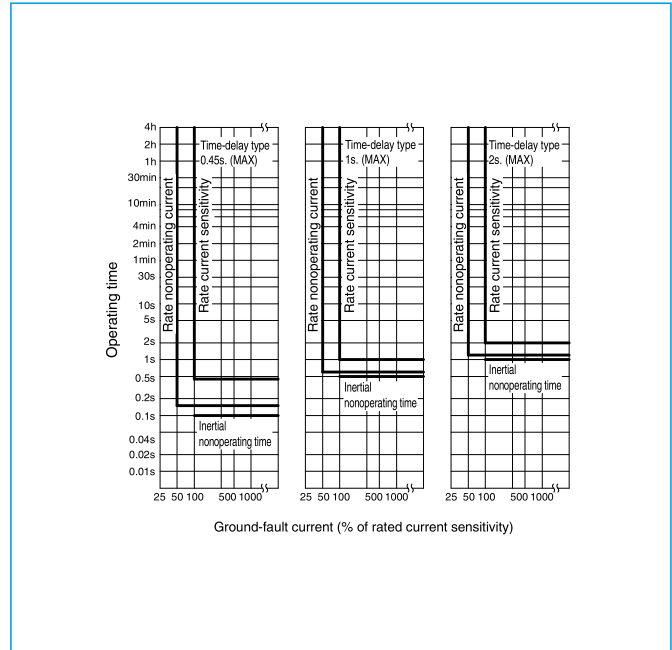 4h
2h
1h
30min
10min
4min
2min
1min
30s
10s
5s
2s
1s
0.5s
0.2s
0.1s
0.04s
0.02s
0.01s
Operating time
Rate nonoperating current
Rate current sensitivity
Time-delay type
0.45s. (MAX)
Inertial
nonoperating time
25 50 100 500 1000
Rate nonoperating current
Rate current sensitivity
Time-delay type
1s. (MAX)
Inertial
nonoperating time
25 50 100 500 1000
Rate nonoperating current
Rate current sensitivity
Time-delay type
2s. (MAX)
Inertial
nonoperating time
25 50 100 500 1000
Ground-fault current (% of rated current sensitivity)